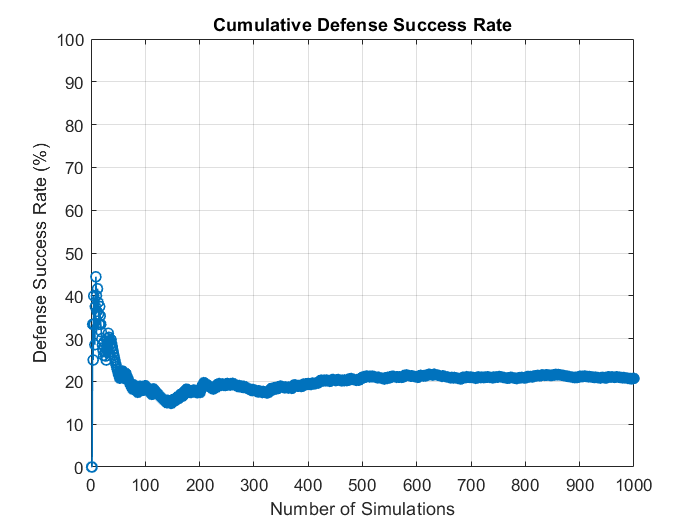 Cumulative Defense Success Rate
Defense Success Rate (%)
100
90
80
70
60
50
40
30
20
10
0
0 100 200 300 400 500 600 700 800 900 1000
Number of Simulations